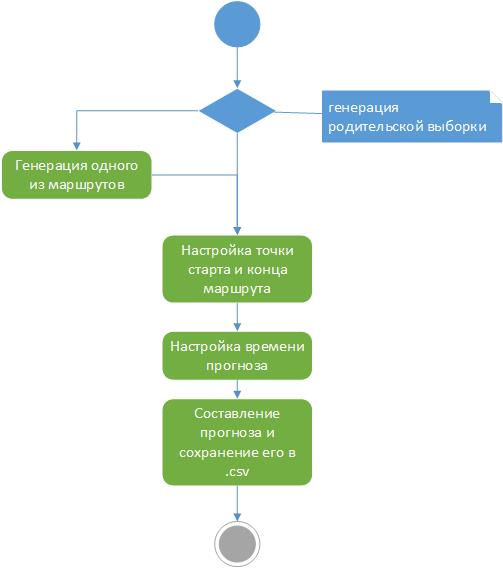 генерация
родительской выборки
Генерация одного
из маршрутов
Настройка точки
старта и конца
маршрута
Настройка времени
прогноза
Составление
прогноза и
сохранение его в
.csv